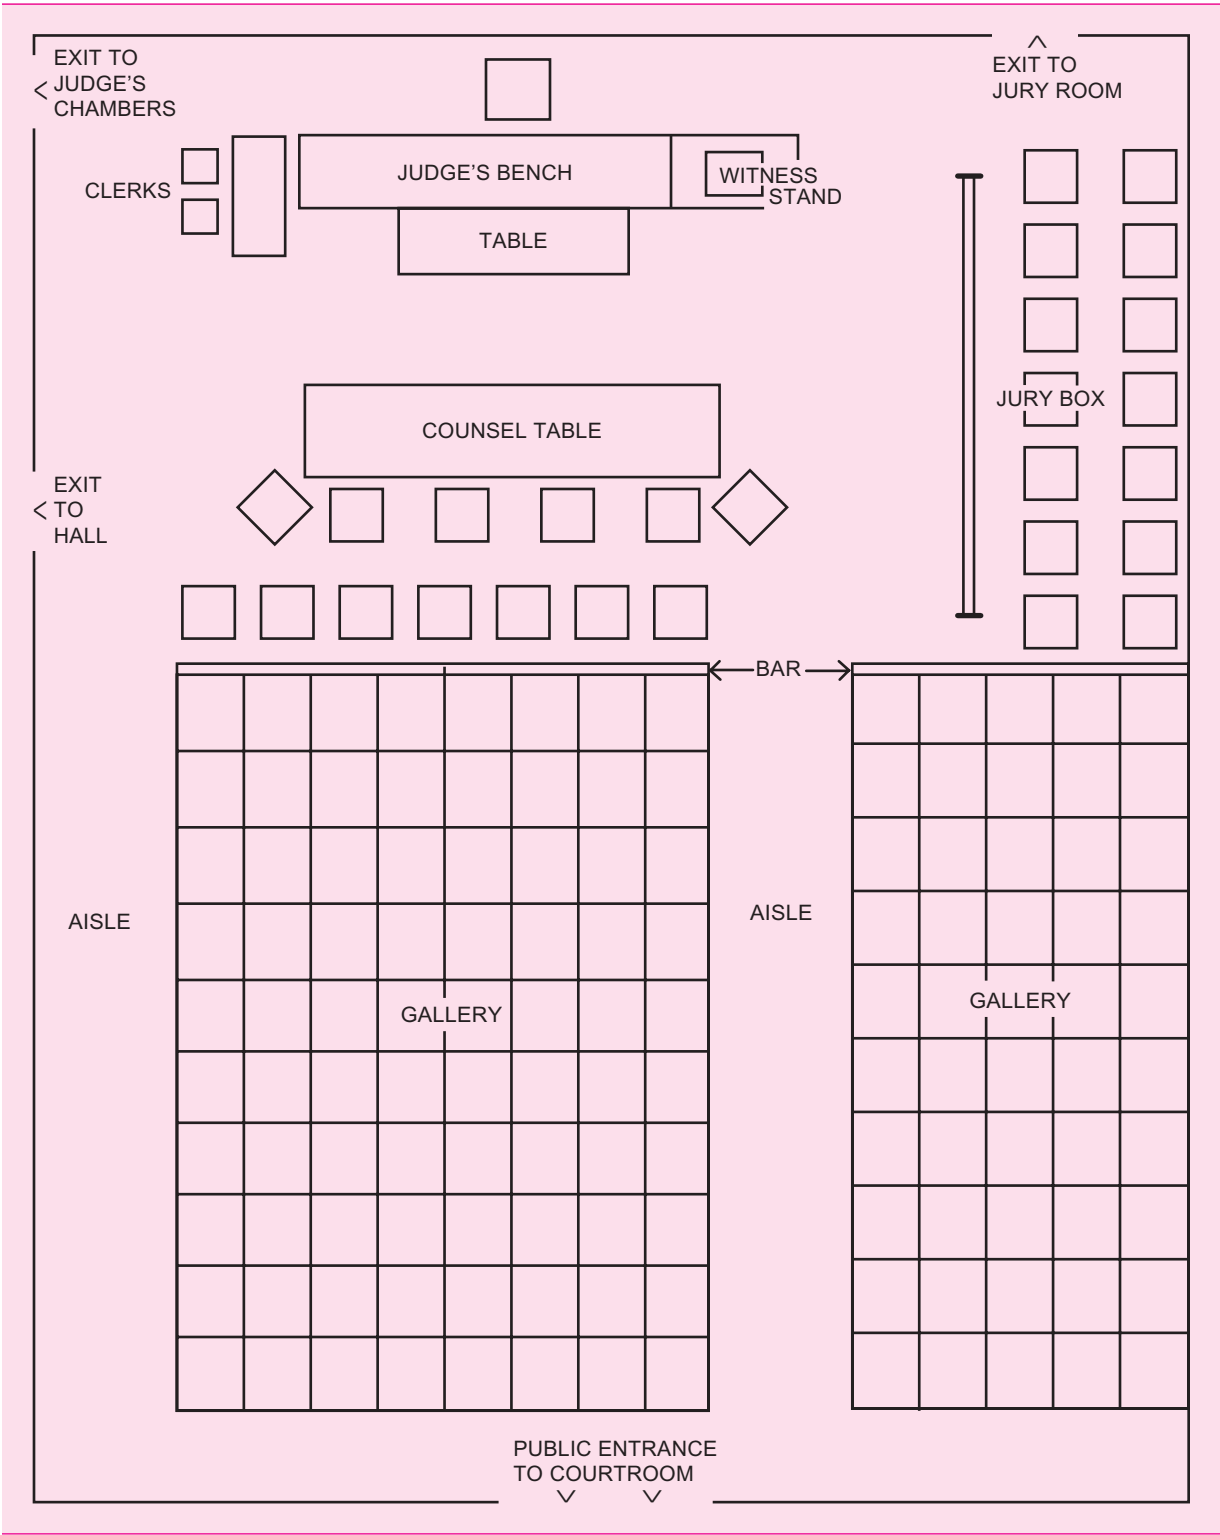 EXIT TO
JUDGE’S
CHAMBERS
EXIT TO
JURY ROOM
CLERKS
JUDGE’S BENCH
WITNESS
STAND
TABLE
JURY BOX
COUNSEL TABLE
EXIT
TO
HALL
BAR
AISLE
AISLE
GALLERY
GALLERY
PUBLIC ENTRANCE
TO COURTROOM